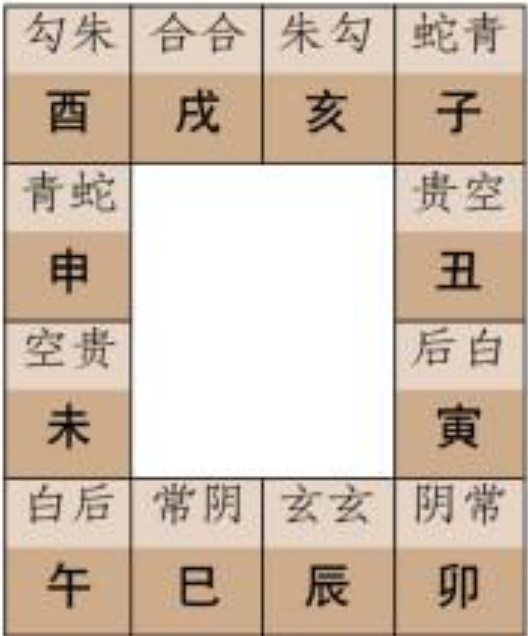 勾朱 合合 朱勾 蛇青
酉 戌 亥 子
青蛇 贵空
申 丑
空贵 后白
未 寅
白后 常阴 玄玄 阴常
午 巳 辰 卯